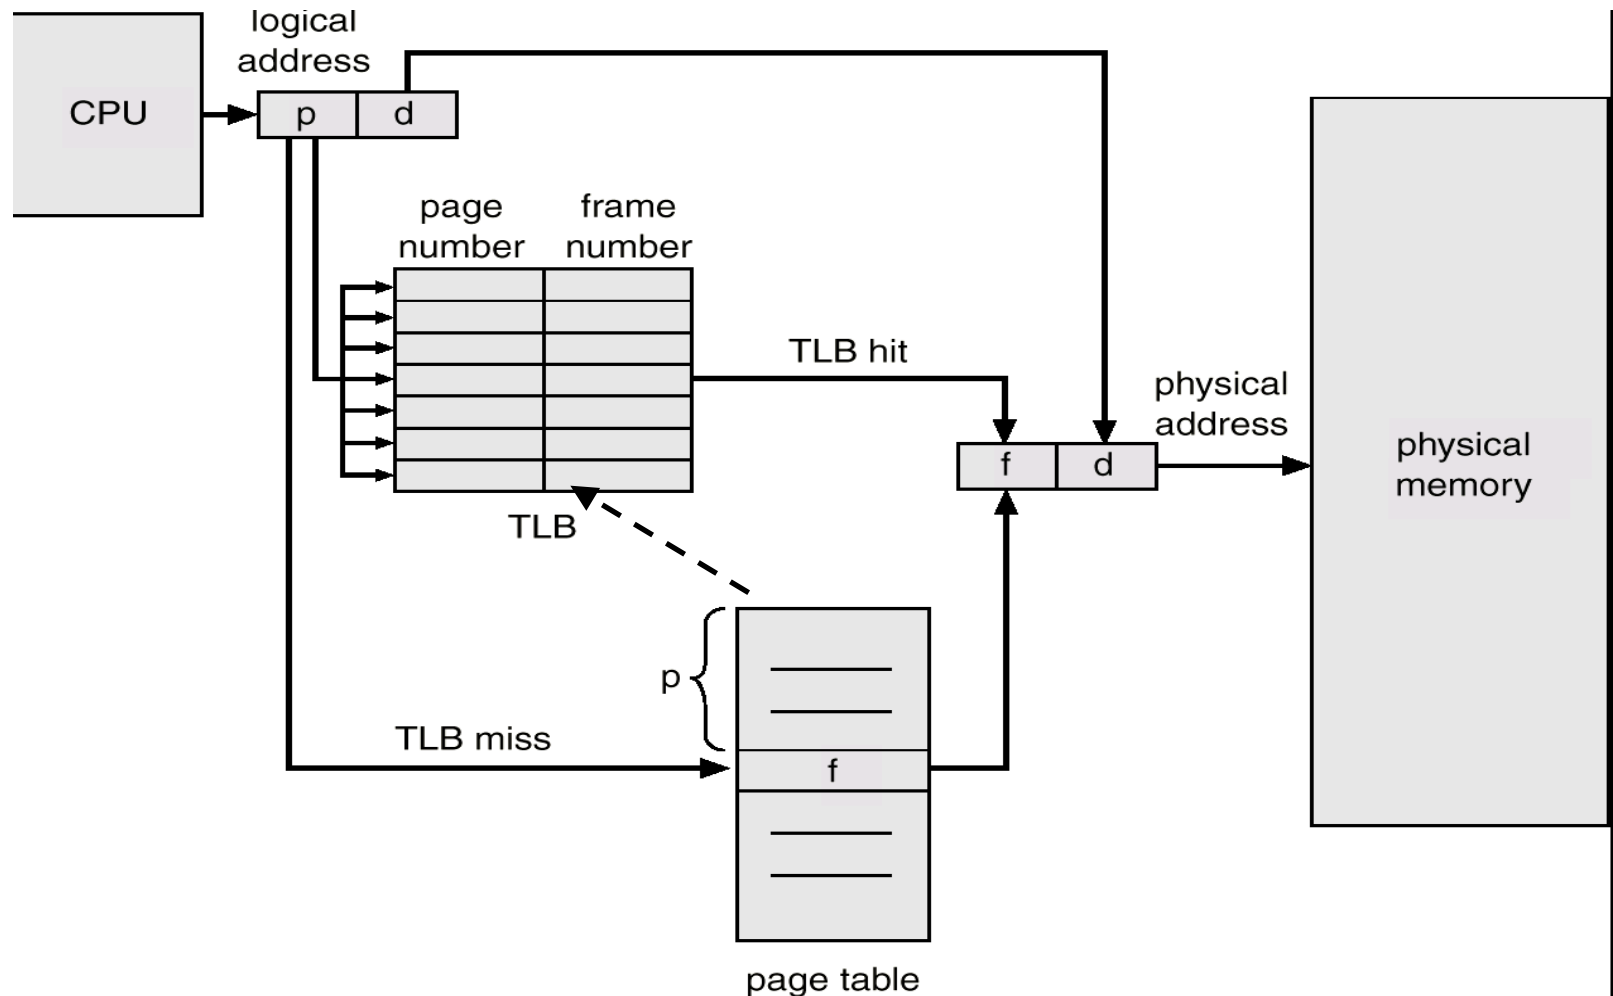 logical
address
CPU
p
d
page
number
frame
number
TLB hit
physical
address
f
d
physical
memory
TLB
p
TLB miss
f
page table